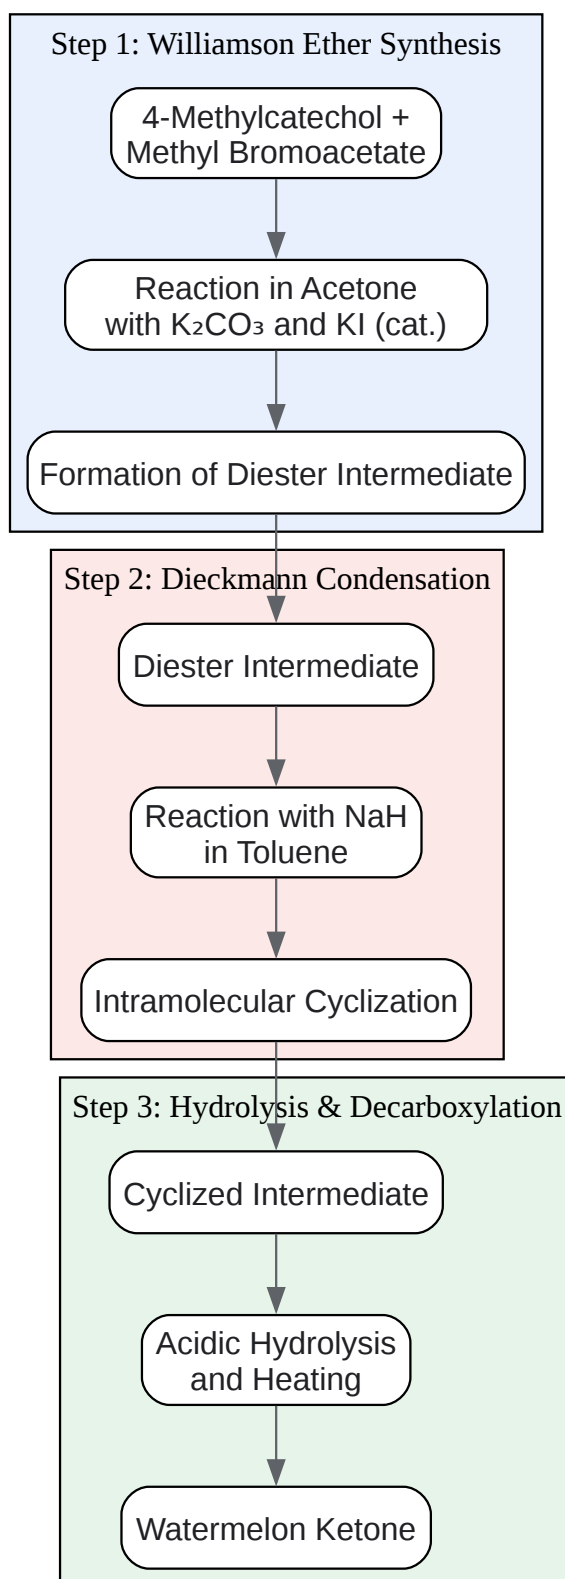 Step 1: Williamson Ether Synthesis
4-Methylcatechol +
Methyl Bromoacetate
Reaction in Acetone
with K₂CO₃ and KI (cat.)
Formation of Diester Intermediate
Step 2: Dieckmann Condensation
Diester Intermediate
Reaction with NaH
in Toluene
Intramolecular Cyclization
Step 3: Hydrolysis & Decarboxylation
Cyclized Intermediate
Acidic Hydrolysis
and Heating
Watermelon Ketone